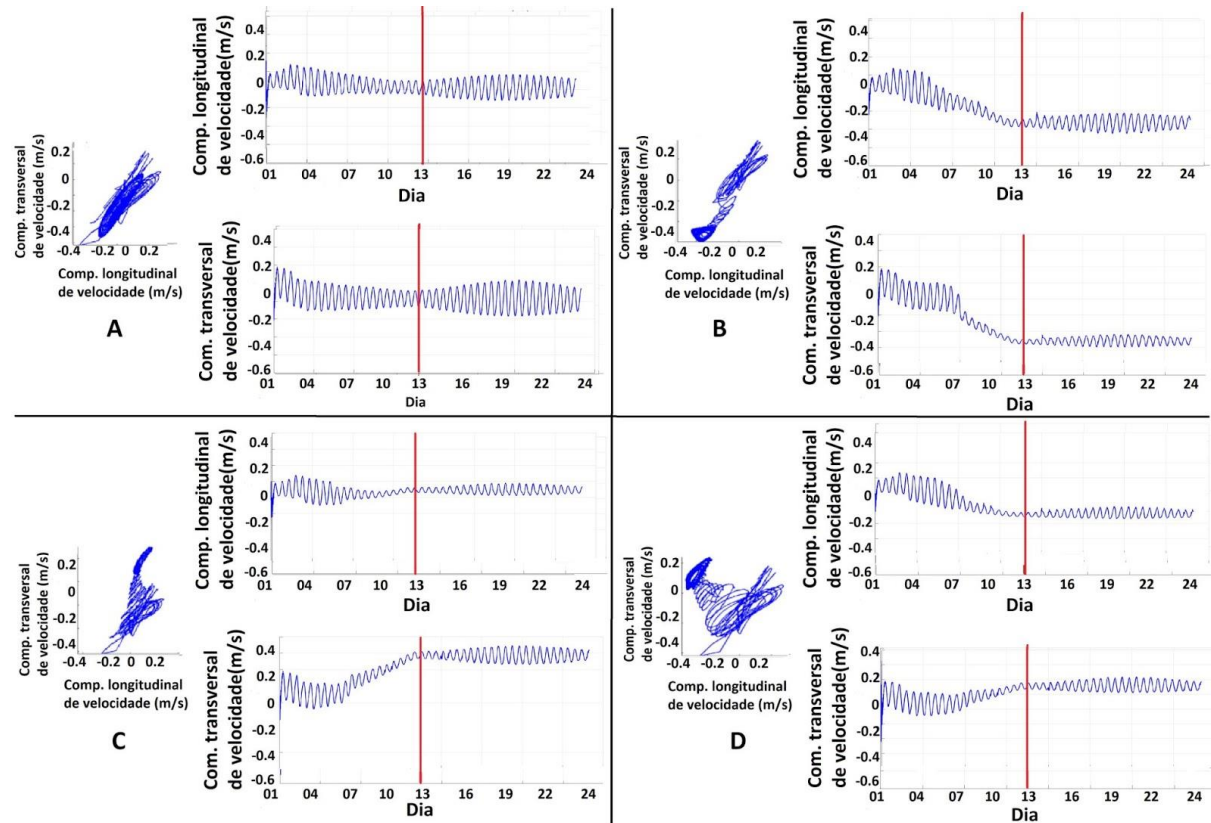 Comp. longitudinal
de velocidade(m/s)
0.4
0.2
0
-0.2
-0.4
-0.6
01 04 07 10 13 16 19 22 24
Dia
Comp. transversal
de velocidade (m/s)
0.2
0
-0.2
-0.4
-0.4 -0.2 0 0.2
Comp. longitudinal
de velocidade (m/s)
A
Com. transversal
de velocidade(m/s)
0.4
0.2
0
-0.2
-0.4
-0.6
01 04 07 10 13 16 19 22 24
Dia
Comp. longitudinal
de velocidade(m/s)
0.4
0.2
0
-0.2
-0.4
-0.6
01 04 07 10 13 16 19 22 24
Dia
Comp. transversal
de velocidade (m/s)
0.2
0
-0.2
-0.4
-0.4 -0.2 0 0.2
Comp. longitudinal
de velocidade (m/s)
B
Com. transversal
de velocidade(m/s)
0.4
0.2
0
-0.2
-0.4
-0.6
01 04 07 10 13 16 19 22 24
Dia
Comp. longitudinal
de velocidade(m/s)
0.4
0.2
0
-0.2
-0.4
-0.6
01 04 07 10 13 16 19 22 24
Dia
Comp. transversal
de velocidade (m/s)
0.2
0
-0.2
-0.4
-0.4 -0.2 0 0.2
Comp. longitudinal
de velocidade (m/s)
C
Com. transversal
de velocidade(m/s)
0.4
0.2
0
-0.2
-0.4
-0.6
01 04 07 10 13 16 19 22 24
Dia
Comp. longitudinal
de velocidade(m/s)
0.4
0.2
0
-0.2
-0.4
-0.6
01 04 07 10 13 16 19 22 24
Dia
Comp. transversal
de velocidade (m/s)
0.2
0
-0.2
-0.4
-0.4 -0.2 0 0.2
Comp. longitudinal
de velocidade (m/s)
D
Com. transversal
de velocidade(m/s)
0.4
0.2
0
-0.2
-0.4
-0.6
01 04 07 10 13 16 19 22 24
Dia